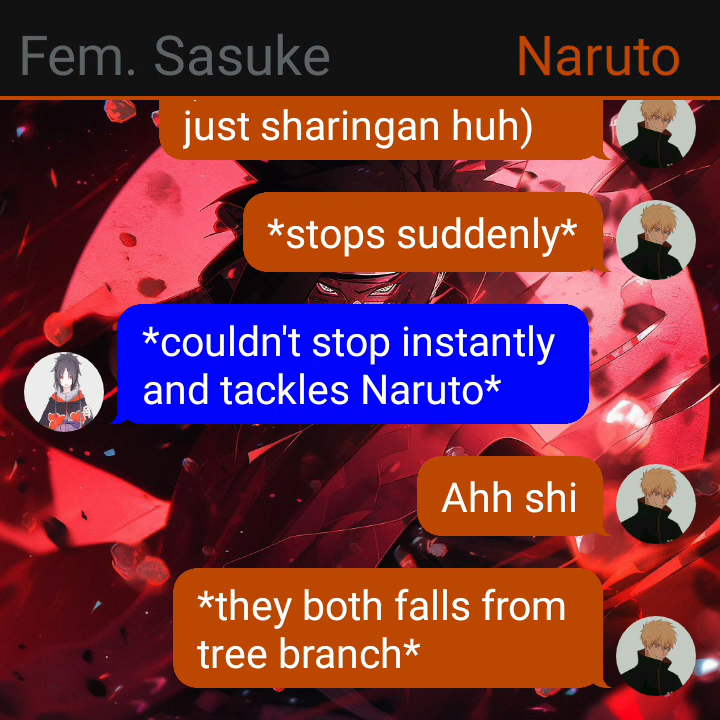 Fem. Sasuke Naruto
just sharingan huh)
*stops suddenly*
*couldn't stop instantly
and tackles Naruto*
Ahh shi
*they both falls from
tree branch*